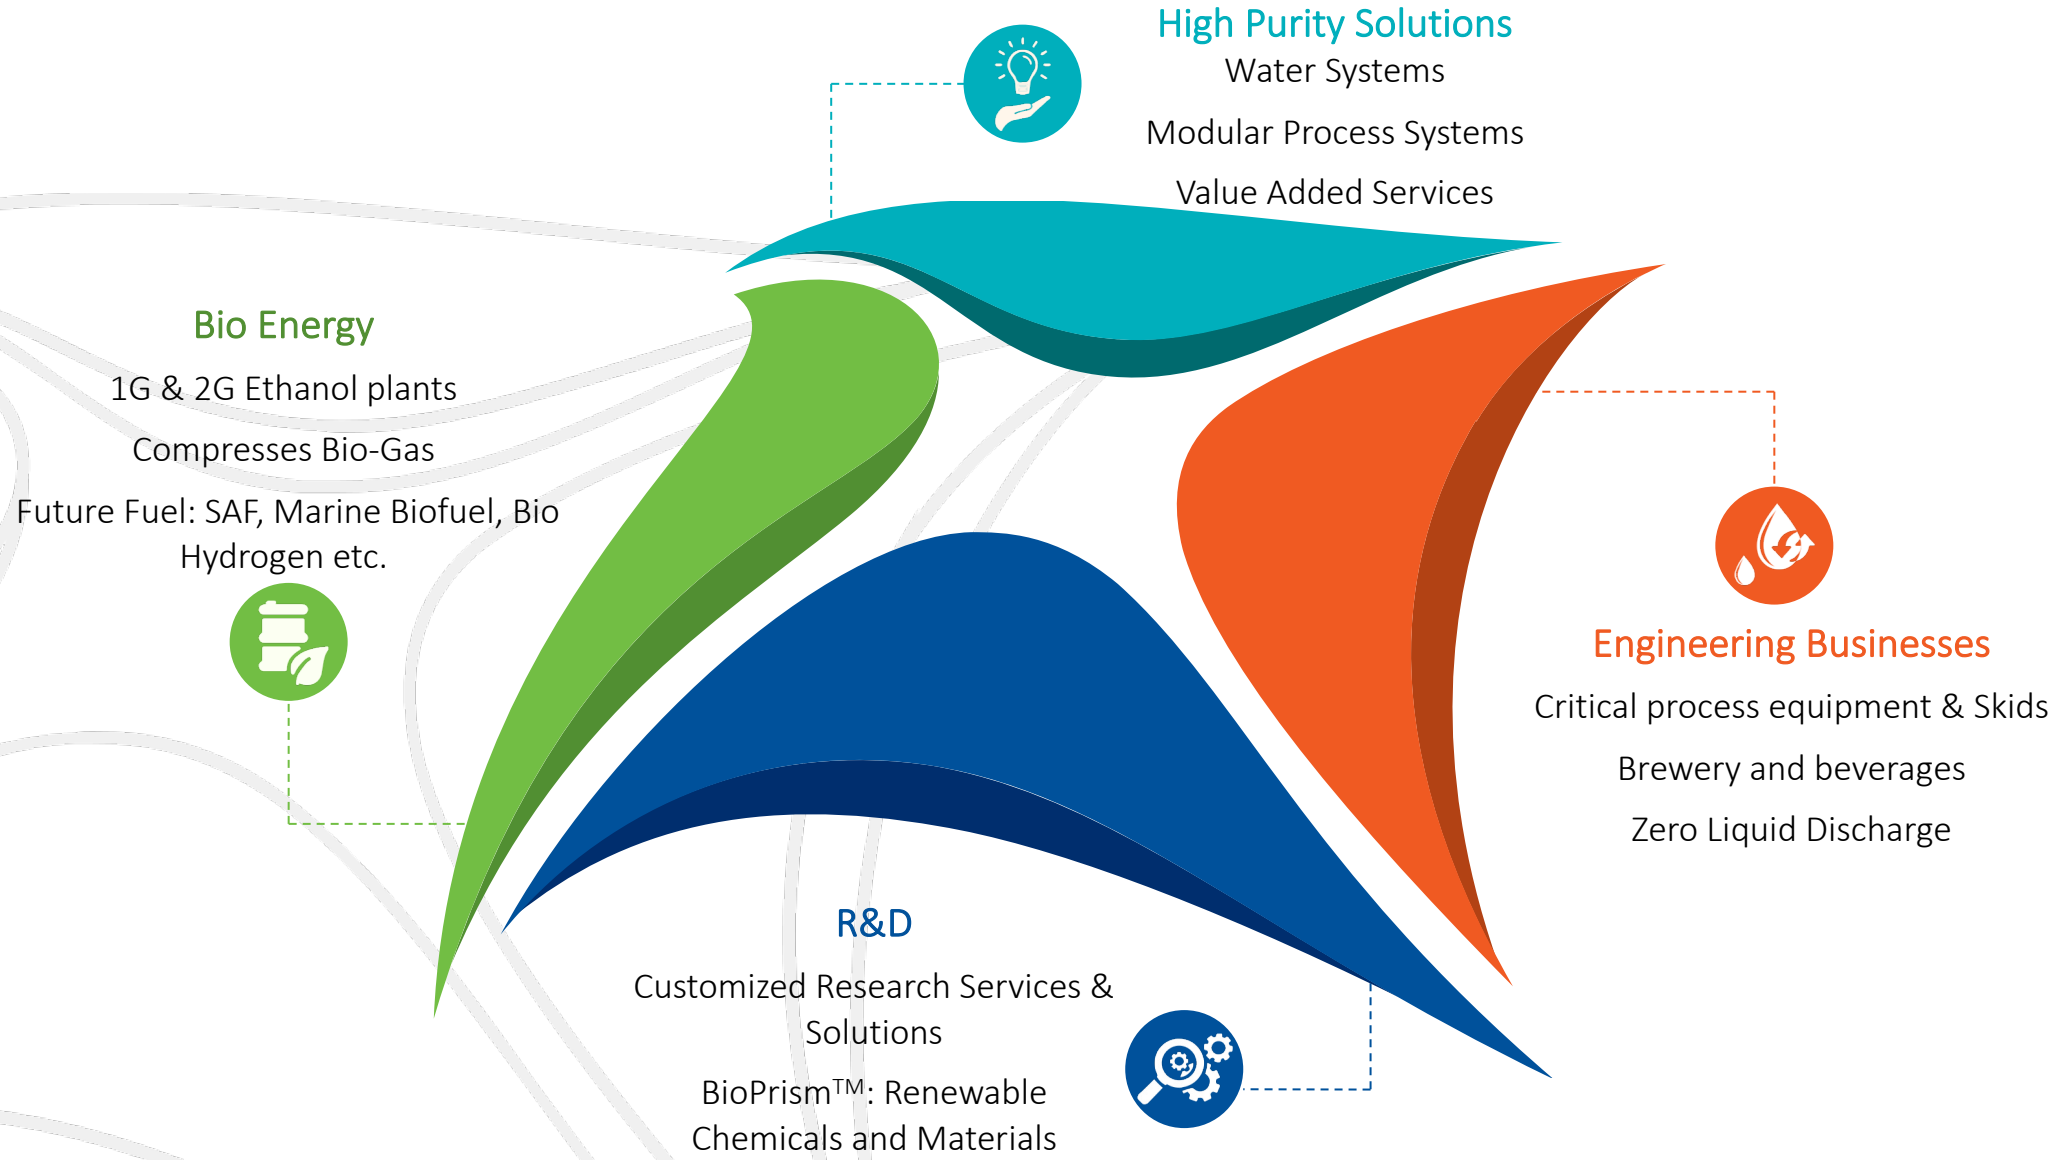 High Purity Solutions
Water Systems
Modular Process Systems
Value Added Services
Bio Energy
1G & 2G Ethanol plants
Compresses Bio-Gas
Future Fuel: SAF, Marine Biofuel, Bio
Hydrogen etc.
Engineering Businesses
Critical process equipment & Skids
Brewery and beverages
Zero Liquid Discharge
R&D
Customized Research Services &
Solutions
BioPrism™: Renewable
Chemicals and Materials